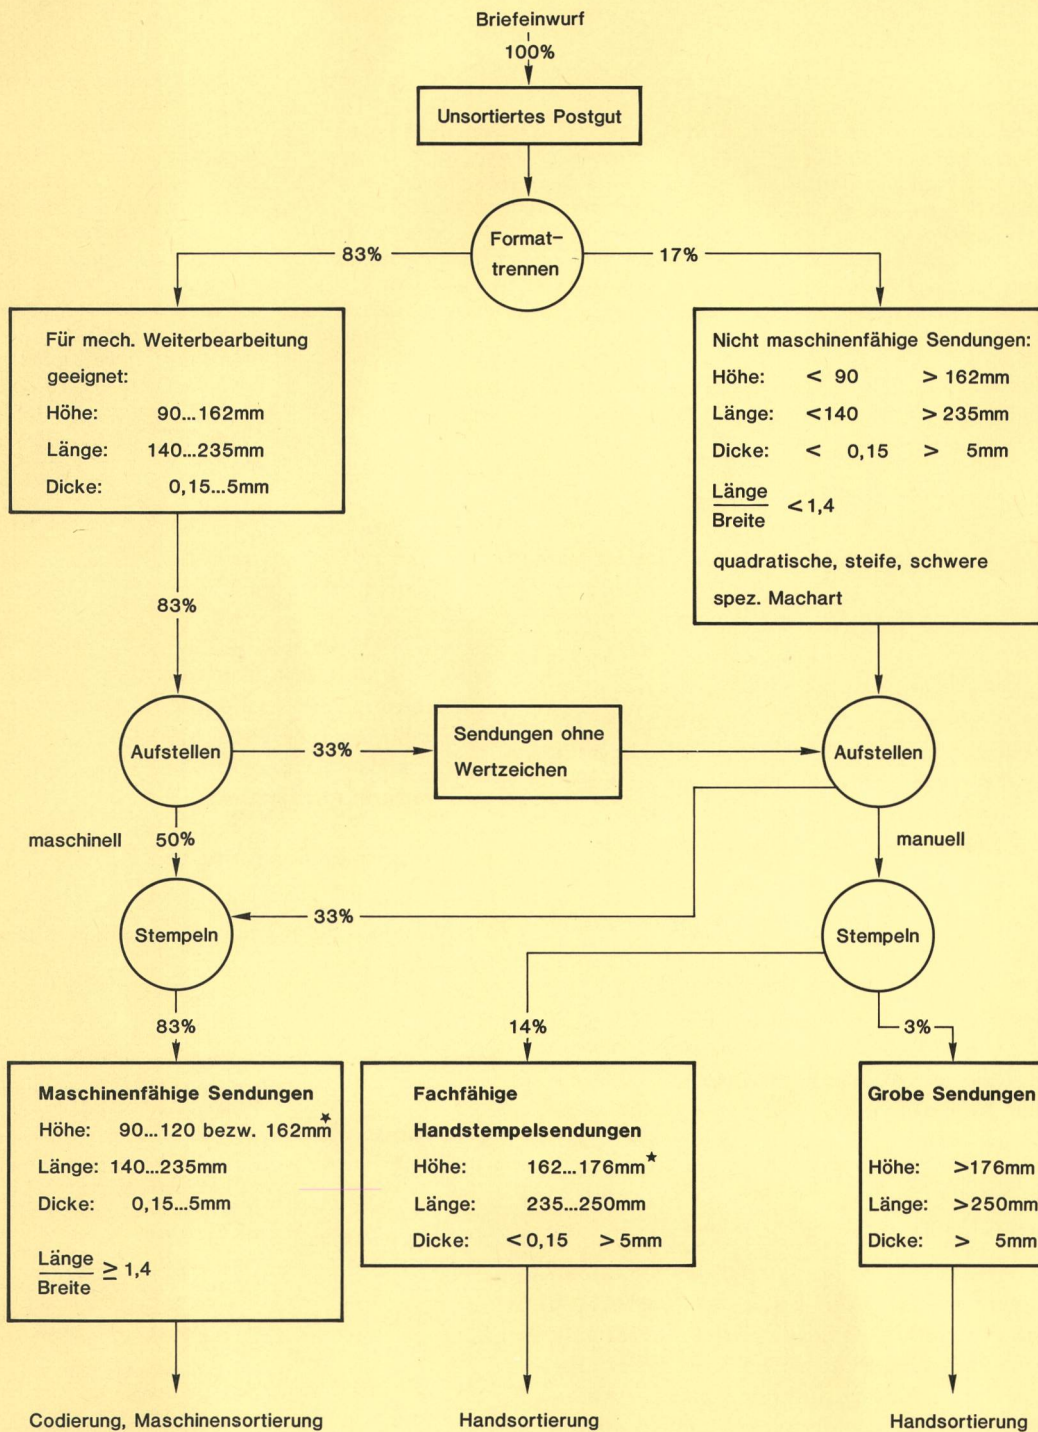 Briefeinwurf
100%
Unsortiertes Postgut
Format-
trennen
83%
17%
Für mech. Weiterbearbeitung
geeignet:
Höhe: 90...162mm
Länge: 140...235mm
Dicke: 0,15...5mm
Nicht maschinenfähige Sendungen:
Höhe: < 90 > 162mm
Länge: <140 > 235mm
Dicke: < 0,15 > 5mm
Länge
Breite
< 1,4
quadratische, steife, schwere
spez. Machart
83%
Aufstellen
33%
Sendungen ohne
Wertzeichen
Aufstellen
maschinell
50%
manuell
Stempeln
33%
Stempeln
83%
14%
3%
Maschinenfähige Sendungen
Höhe: 90...120 bezw. 162mm★
Länge: 140...235mm
Dicke: 0,15...5mm
Länge
Breite
≥ 1,4
Fachfähige
Handstempelsendungen
Höhe: 162...176mm★
Länge: 235...250mm
Dicke: < 0,15 > 5mm
Grobe Sendungen
Höhe: >176mm
Länge: >250mm
Dicke: > 5mm
Codierung, Maschinensortierung
Handsortierung
Handsortierung